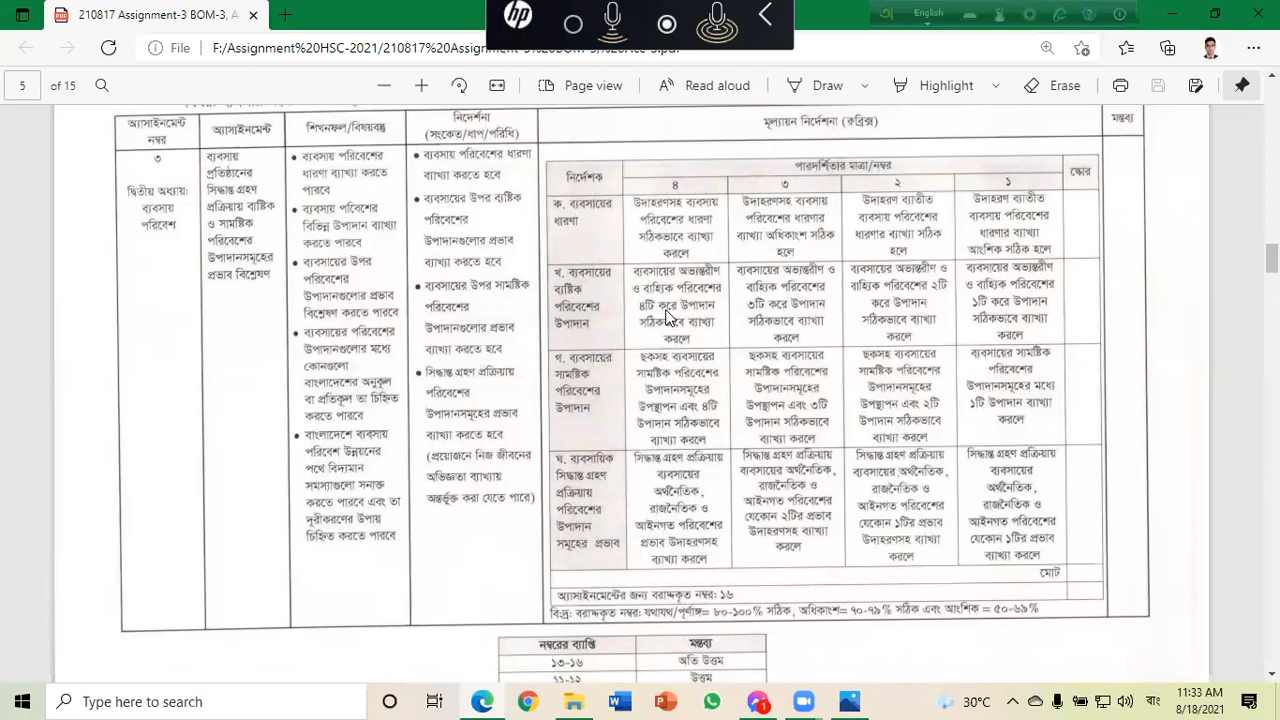 210817 Assignment-3 BOM-3, A
English
File
F:/Assignment%20HSC_2021/210817%20Assignment-
5 of 15
Page view
Read aloud
Draw
Highlight
Erase
অ্যাসাইনমেন্ট নম্বর
অ্যাসাইনমেন্ট
শিখনফল/বিষয়বস্তু
নির্দেশনা
(সংকেত/ধাপ/পরিধি)
মূল্যায়ন নির্দেশনা (রুব্রিক্স)
মন্তব্য
৩
দ্বিতীয় অধ্যায়:
ব্যবসায়
পরিবেশ
ব্যবসায়
প্রতিষ্ঠানের
সিদ্ধান্ত গ্রহণ
প্রক্রিয়ায় ব্যষ্টিক
ও সামষ্টিক
পরিবেশের
উপাদানসমূহের
প্রভাব বিশ্লেষণ
• ব্যবসায় পরিবেশের
ধারণা ব্যাখ্যা করতে
পারবে
• ব্যবসায় পবিবেশের
বিভিন্ন উপাদান ব্যাখ্যা
করতে পারবে
• ব্যবসায়ের উপর
পরিবেশের
উপাদানগুলোর প্রভাব
বিশ্লেষণ করতে পারবে
• ব্যবসায়ের পরিবেশের
উপাদানগুলোর মধ্যে
কোনগুলো
বাংলাদেশের অনুকূল
বা প্রতিকূল তা চিহ্নিত
করতে পারবে
• বাংলাদেশে ব্যবসায়
পরিবেশ উন্নয়নের
পথে বিদ্যমান
সমস্যাগুলো সনাক্ত
করতে পারবে এবং তা
দূরীকরণের উপায়
চিহ্নিত করতে পারবে
• ব্যবসায় পরিবেশের ধারণা
ব্যাখ্যা করতে হবে
• ব্যবসায়ের উপর ব্যষ্টিক
পরিবেশের
উপাদানগুলোর প্রভাব
ব্যাখ্যা করতে হবে
• ব্যবসায়ের উপর সামষ্টিক
পরিবেশের
উপাদানগুলোর প্রভাব
ব্যাখ্যা করতে হবে
• সিদ্ধান্ত গ্রহণ প্রক্রিয়ায়
পরিবেশের
উপাদানসমূহের প্রভাব
ব্যাখ্যা করতে হবে
(প্রয়োজনে নিজ জীবনের
অভিজ্ঞতা ব্যাখ্যায়
অন্তর্ভুক্ত করা যেতে পারে)
নির্দেশক
পারদর্শিতার মাত্রা/নম্বর
স্কোর
৪ ৩ ২ ১
ক. ব্যবসায়ের
ধারণা
উদাহরণসহ ব্যবসায়
পরিবেশের ধারণা
সঠিকভাবে ব্যাখ্যা
করলে
উদাহরণসহ ব্যবসায়
পরিবেশের ধারণার
ব্যাখ্যা অধিকাংশ সঠিক
হলে
উদাহরণ ব্যাতীত
ব্যবসায় পরিবেশের
ধারণার ব্যাখ্যা সঠিক
হলে
উদাহরণ ব্যাতীত
ব্যবসায় পরিবেশের
ধারণার ব্যাখ্যা
আংশিক সঠিক হলে
খ. ব্যবসায়ের
ব্যষ্টিক
পরিবেশের
উপাদান
ব্যবসায়ের অভ্যন্তরীণ
ও বাহ্যিক পরিবেশের
৪টি করে উপাদান
সঠিকভাবে ব্যাখ্যা
করলে
ব্যবসায়ের অভ্যন্তরীণ ও
বাহ্যিক পরিবেশের
৩টি করে উপাদান
সঠিকভাবে ব্যাখ্যা
করলে
ব্যবসায়ের অভ্যন্তরীণ ও
বাহ্যিক পরিবেশের ২টি
করে উপাদান
সঠিকভাবে ব্যাখ্যা
করলে
ব্যবসায়ের অভ্যন্তরীণ
ও বাহ্যিক পরিবেশের
১টি করে উপাদান
সঠিকভাবে ব্যাখ্যা
করলে
গ. ব্যবসায়ের
সামষ্টিক
পরিবেশের
উপাদান
ছকসহ ব্যবসায়ের
সামষ্টিক পরিবেশের
উপাদানসমূহের
উপস্থাপন এবং ৪টি
উপাদান সঠিকভাবে
ব্যাখ্যা করলে
ছকসহ ব্যবসায়ের
সামষ্টিক পরিবেশের
উপাদানসমূহের
উপস্থাপন এবং ৩টি
উপাদান সঠিকভাবে
ব্যাখ্যা করলে
ছকসহ ব্যবসায়ের
সামষ্টিক পরিবেশের
উপাদানসমূহের
উপস্থাপন এবং ২টি
উপাদান সঠিকভাবে
ব্যাখ্যা করলে
ব্যবসায়ের সামষ্টিক
পরিবেশের
উপাদানসমূহের মধ্যে
১টি উপাদান ব্যাখ্যা
করলে
ঘ. ব্যবসায়িক
সিদ্ধান্ত গ্রহণ
প্রক্রিয়ায়
পরিবেশের
উপাদান
সমূহের প্রভাব
সিদ্ধান্ত গ্রহণ প্রক্রিয়ায়
ব্যবসায়ের
অর্থনৈতিক,
রাজনৈতিক ও
আইনগত পরিবেশের
প্রভাব উদাহরণসহ
ব্যাখ্যা করলে
সিদ্ধান্ত গ্রহণ প্রক্রিয়ায়
ব্যবসায়ের অর্থনৈতিক,
রাজনৈতিক ও
আইনগত পরিবেশের
যেকোন ২টির প্রভাব
উদাহরণসহ ব্যাখ্যা
করলে
সিদ্ধান্ত গ্রহণ প্রক্রিয়ায়
ব্যবসায়ের অর্থনৈতিক,
রাজনৈতিক ও
আইনগত পরিবেশের
যেকোন ১টির প্রভাব
উদাহরণসহ ব্যাখ্যা
করলে
সিদ্ধান্ত গ্রহণ প্রক্রিয়ায়
ব্যবসায়ের
অর্থনৈতিক,
রাজনৈতিক ও
আইনগত পরিবেশের
যেকোন ১টির প্রভাব
ব্যাখ্যা করলে
মোট
অ্যাসাইনমেন্টের জন্য বরাদ্দকৃত নম্বর: ১৬
বি:দ্র: বরাদ্দকৃত নম্বর: যথাযথ/পূর্ণাঙ্গ= ৮০-১০০% সঠিক, অধিকাংশ= ৭০-৭৯% সঠিক এবং আংশিক = ৫০-৬৯%
নম্বরের ব্যাপ্তি মন্তব্য
১৩-১৬ অতি উত্তম
১১-১২ উত্তম
Type here to search
1
30°C
বাং
11:33 AM
8/18/2021